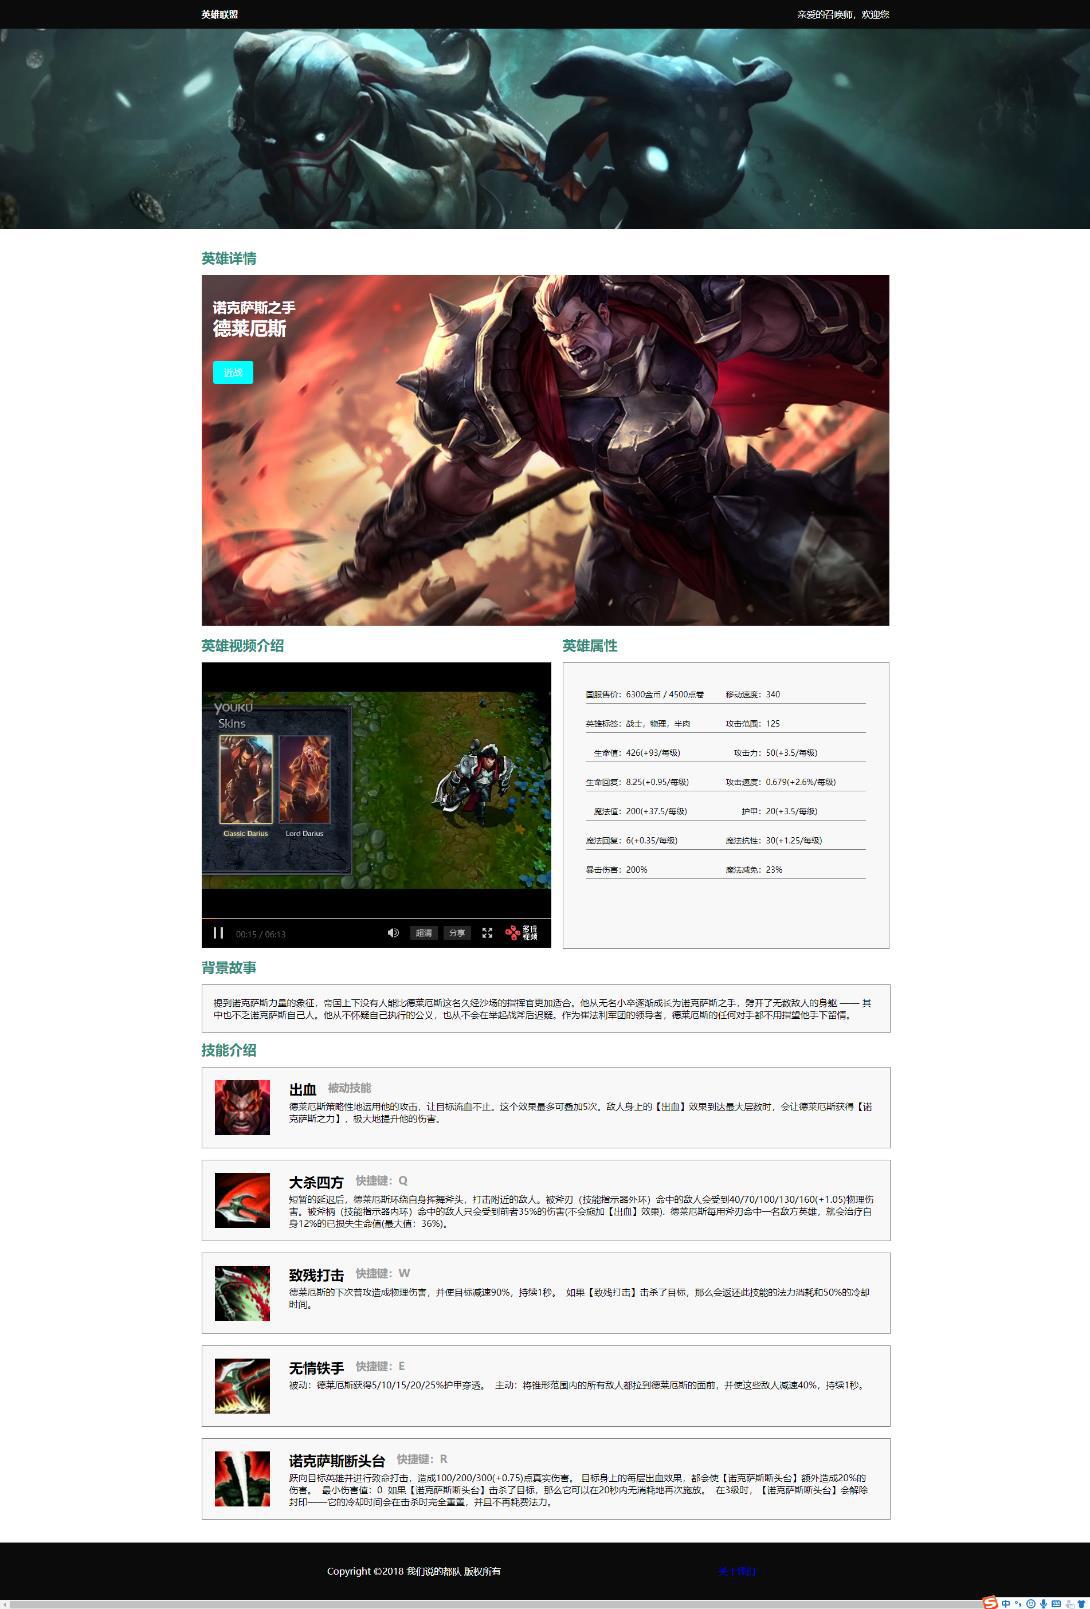 英雄联盟
亲爱的召唤师，欢迎您
英雄详情
诺克萨斯之手
德莱厄斯
近战
英雄视频介绍
英雄属性
YOUKU
Skins
Classic Darius
Lord Darius
00:15 / 06:13
超清
分享
多玩
视频
国服售价：6300金币 / 4500点卷 移动速度：340
英雄标签：战士，物理，半肉 攻击范围：125
生命值：426(+93/每级) 攻击力：50(+3.5/每级)
生命回复：8.25(+0.95/每级) 攻击速度：0.679(+2.6%/每级)
魔法值：200(+37.5/每级) 护甲：20(+3.5/每级)
魔法回复：6(+0.35/每级) 魔法抗性：30(+1.25/每级)
暴击伤害：200% 魔法减免：23%
背景故事
提到诺克萨斯力量的象征，帝国上下没有人能比德莱厄斯这名久经沙场的指挥官更加适合。他从无名小卒逐渐成长为诺克萨斯之手，劈开了无数敌人的身躯 —— 其
中也不乏诺克萨斯自己人。他从不怀疑自己执行的公义，也从不会在举起战斧后迟疑。作为崔法利军团的领导者，德莱厄斯的任何对手都不用指望他手下留情。
技能介绍
出血 被动技能
德莱厄斯策略性地运用他的攻击，让目标流血不止。这个效果最多可叠加5次。敌人身上的【出血】效果到达最大层数时，会让德莱厄斯获得【诺
克萨斯之力】，极大地提升他的伤害。
大杀四方 快捷键：Q
短暂的延迟后，德莱厄斯环绕自身挥舞斧头，打击附近的敌人。被斧刃（技能指示器外环）命中的敌人会受到40/70/100/130/160(+1.05)物理伤
害。被斧柄（技能指示器内环）命中的敌人只会受到前者35%的伤害(不会施加【出血】效果)．德莱厄斯每用斧刃命中一名敌方英雄，就会治疗自
身12%的已损失生命值(最大值：36%)。
致残打击 快捷键：W
德莱厄斯的下次普攻造成物理伤害，并使目标减速90%，持续1秒。 如果【致残打击】击杀了目标，那么会返还此技能的法力消耗和50%的冷却
时间。
无情铁手 快捷键：E
被动：德莱厄斯获得5/10/15/20/25%护甲穿透。 主动：将锥形范围内的所有敌人都拉到德莱厄斯的面前，并使这些敌人减速40%，持续1秒。
诺克萨斯断头台 快捷键：R
跃向目标英雄并进行致命打击，造成100/200/300(+0.75)点真实伤害。 目标身上的每层出血效果，都会使【诺克萨斯断头台】额外造成20%的
伤害。 最小伤害值：0 如果【诺克萨斯断头台】击杀了目标，那么它可以在20秒内无消耗地再次施放。 在3级时，【诺克萨斯断头台】会解除
封印——它的冷却时间会在击杀时完全重置，并且不再耗费法力。
Copyright ©2018 我们说的都队 版权所有
关于我们
中